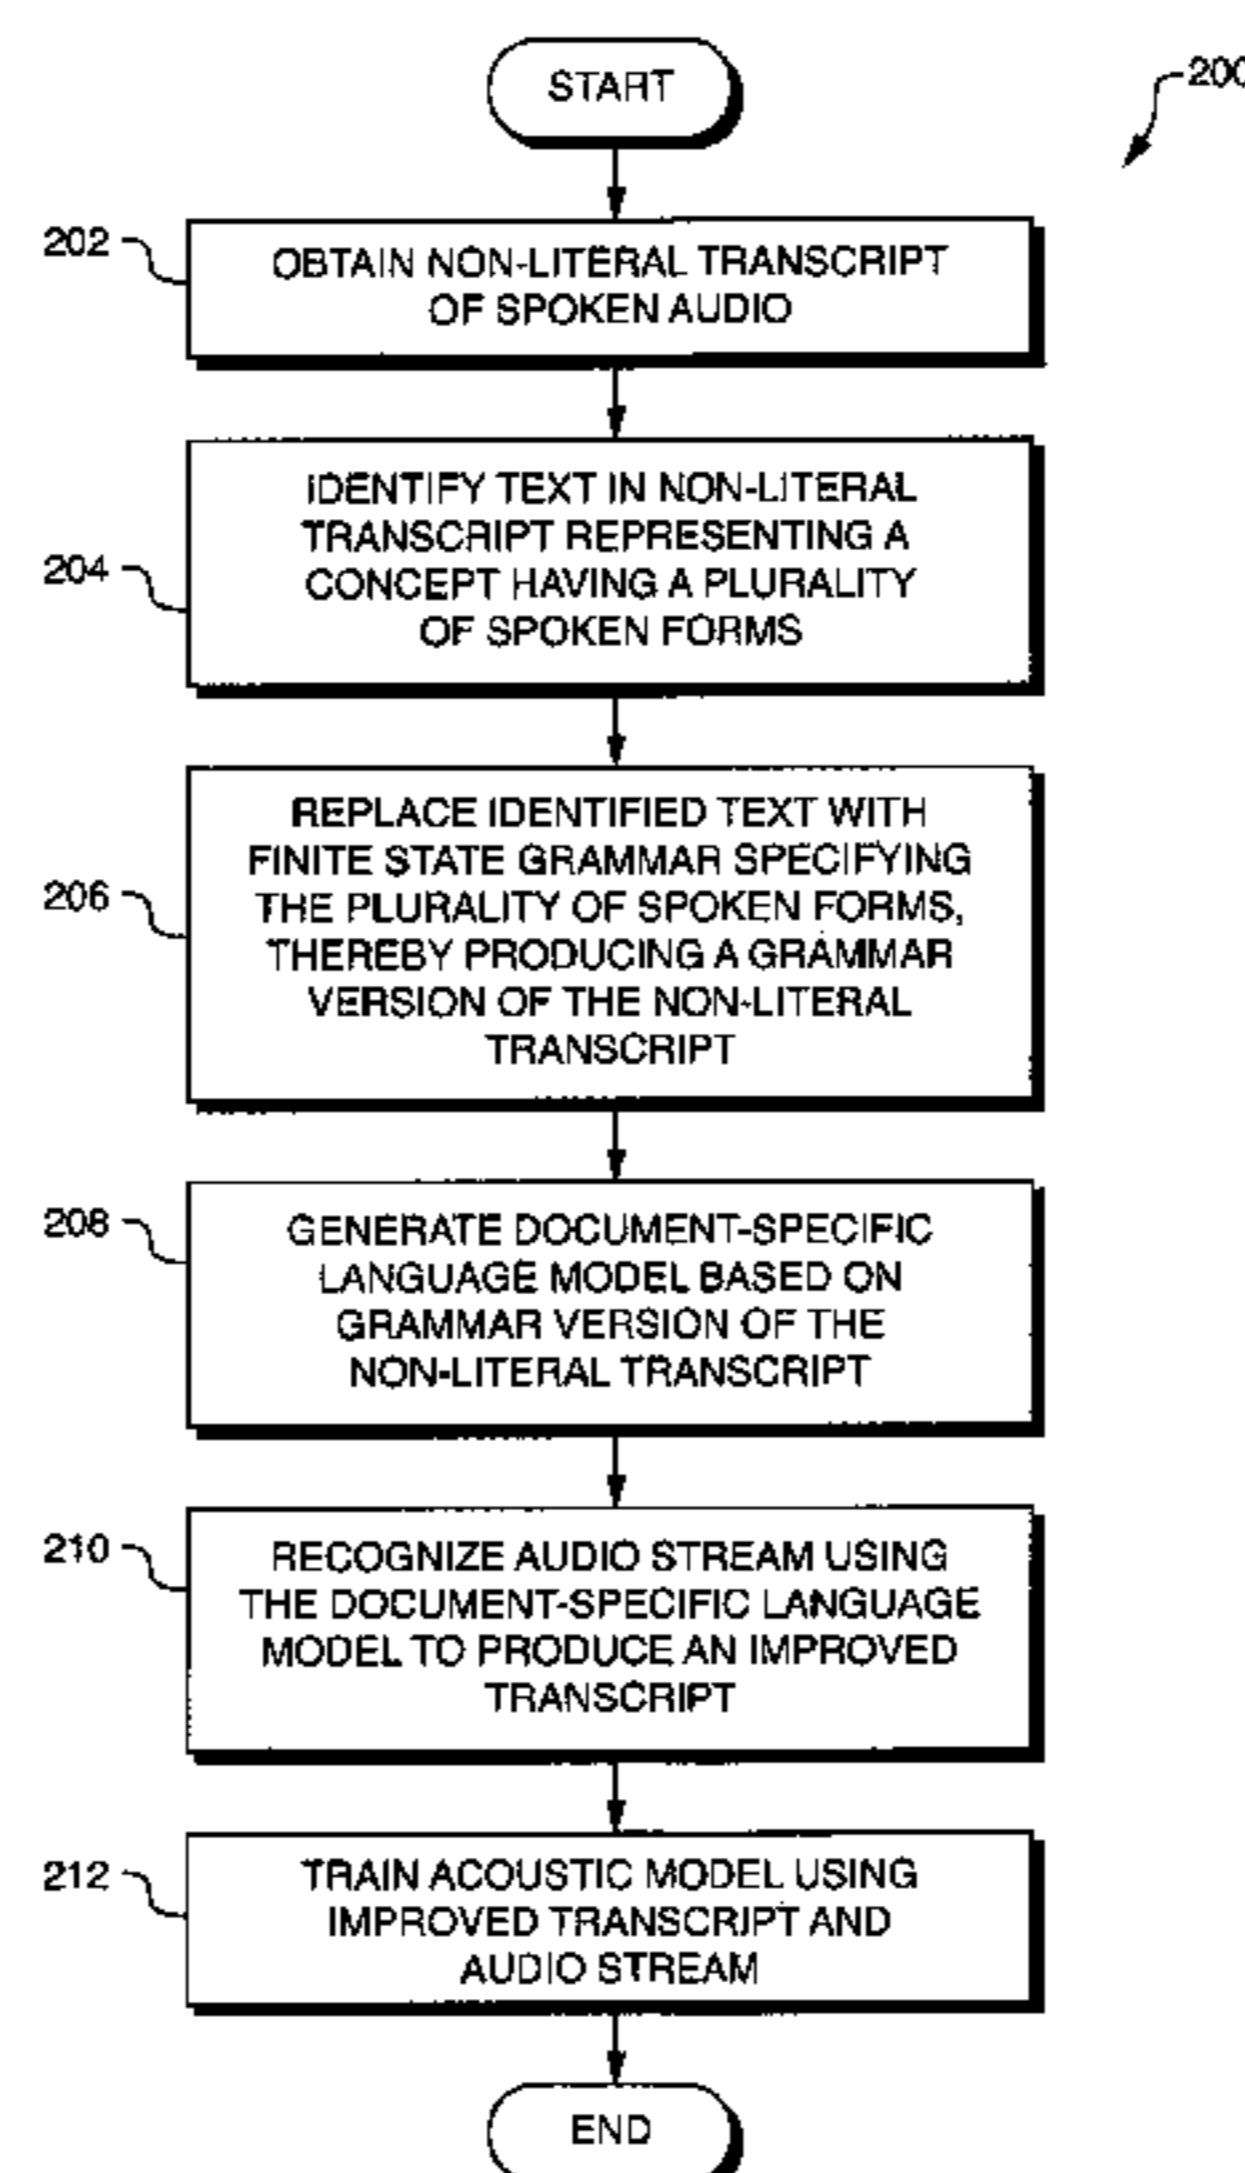 START
200
202
OBTAIN NON-LITERAL TRANSCRIPT
OF SPOKEN AUDIO
204
IDENTIFY TEXT IN NON-LITERAL
TRANSCRIPT REPRESENTING A
CONCEPT HAVING A PLURALITY
OF SPOKEN FORMS
206
REPLACE IDENTIFIED TEXT WITH
FINITE STATE GRAMMAR SPECIFYING
THE PLURALITY OF SPOKEN FORMS,
THEREBY PRODUCING A GRAMMAR
VERSION OF THE NON-LITERAL
TRANSCRIPT
208
GENERATE DOCUMENT-SPECIFIC
LANGUAGE MODEL BASED ON
GRAMMAR VERSION OF THE
NON-LITERAL TRANSCRIPT
210
RECOGNIZE AUDIO STREAM USING
THE DOCUMENT-SPECIFIC LANGUAGE
MODEL TO PRODUCE AN IMPROVED
TRANSCRIPT
212
TRAIN ACOUSTIC MODEL USING
IMPROVED TRANSCRIPT AND
AUDIO STREAM
END